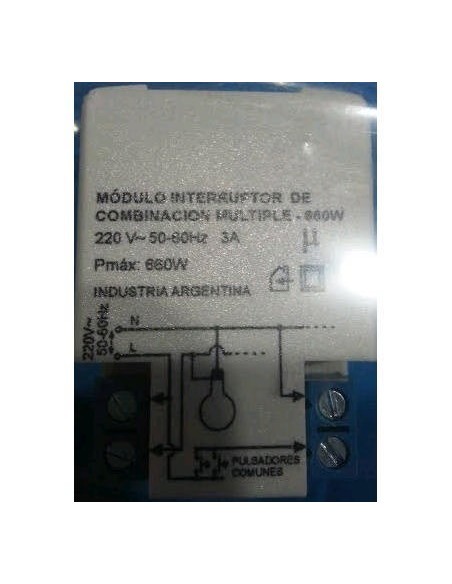 MÓDULO INTERRUPTOR DE
COMBINACION MULTIPLE - 660W
220 V~ 50-60Hz 3A
µ
Pmáx: 660W
INDUSTRIA ARGENTINA
220V~
50-60Hz
N
L
PULSADORES
COMUNES